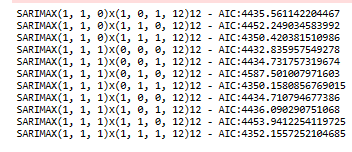 SARIMAX(1, 1, 0)x(1, 0, 1, 12)12 - AIC:4435.561142204467
SARIMAX(1, 1, 0)x(1, 1, 0, 12)12 - AIC:4452.249034583992
SARIMAX(1, 1, 0)x(1, 1, 1, 12)12 - AIC:4350.420381510986
SARIMAX(1, 1, 1)x(0, 0, 0, 12)12 - AIC:4432.835957549278
SARIMAX(1, 1, 1)x(0, 0, 1, 12)12 - AIC:4434.731757319674
SARIMAX(1, 1, 1)x(0, 1, 0, 12)12 - AIC:4587.501007971603
SARIMAX(1, 1, 1)x(0, 1, 1, 12)12 - AIC:4350.1580856769015
SARIMAX(1, 1, 1)x(1, 0, 0, 12)12 - AIC:4434.710794677386
SARIMAX(1, 1, 1)x(1, 0, 1, 12)12 - AIC:4436.090290751068
SARIMAX(1, 1, 1)x(1, 1, 0, 12)12 - AIC:4453.9412254119725
SARIMAX(1, 1, 1)x(1, 1, 1, 12)12 - AIC:4352.1557252104685